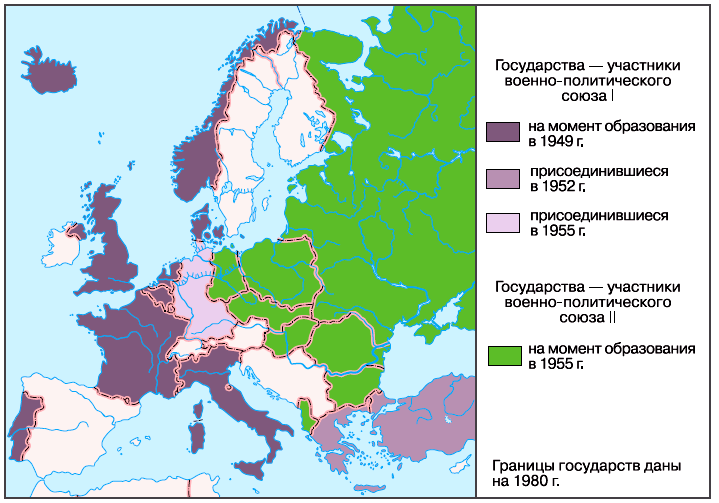 Государства — участники
военно-политического
союза I
на момент образования
в 1949 г.
присоединившиеся
в 1952 г.
присоединившиеся
в 1955 г.
Государства — участники
военно-политического
союза II
на момент образования
в 1955 г.
Границы государств даны
на 1980 г.